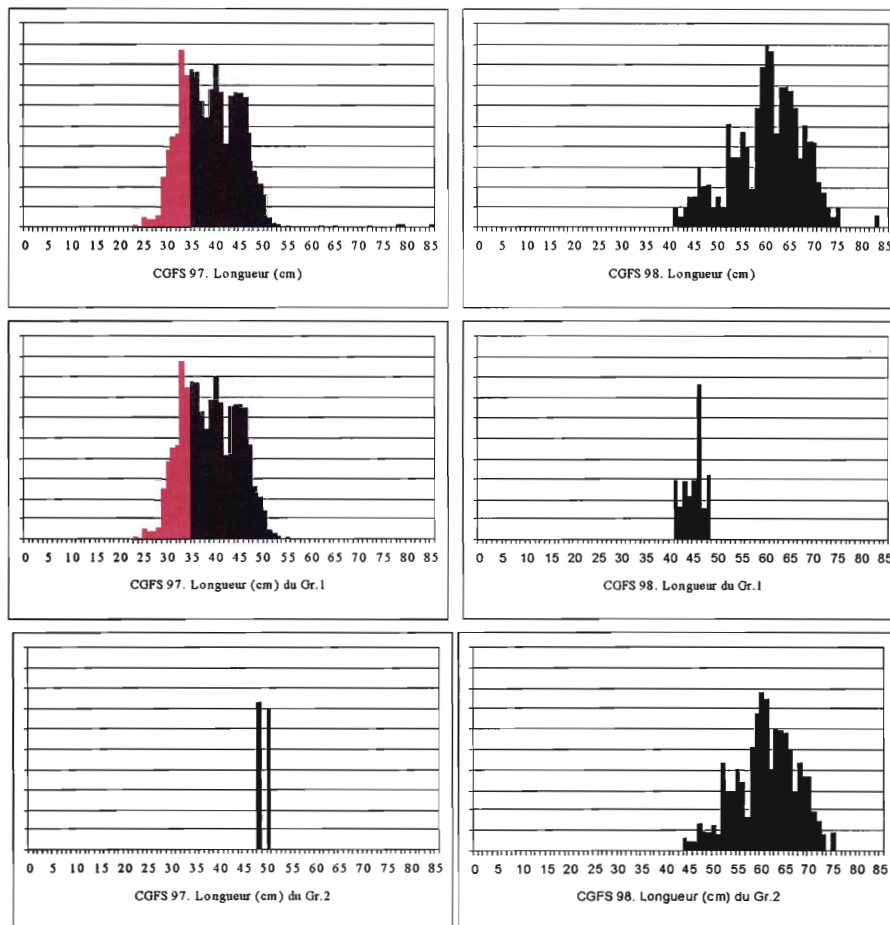 0 5 10 15 20 25 30 35 40 45 50 55 60 65 70 75 80 85
CGFS 97. Longueur (cm)
0 5 10 15 20 25 30 35 40 45 50 55 60 65 70 75 80 85
CGFS 98. Longueur (cm)
0 5 10 15 20 25 30 35 40 45 50 55 60 65 70 75 80 85
CGFS 97. Longueur (cm) du Gr.1
0 5 10 15 20 25 30 35 40 45 50 55 60 65 70 75 80 85
CGFS 98. Longueur du Gr.1
0 5 10 15 20 25 30 35 40 45 50 55 60 65 70 75 80 85
CGFS 97. Longueur (cm) du Gr.2
0 5 10 15 20 25 30 35 40 45 50 55 60 65 70 75 80 85
CGFS 98. Longueur (cm) du Gr.2